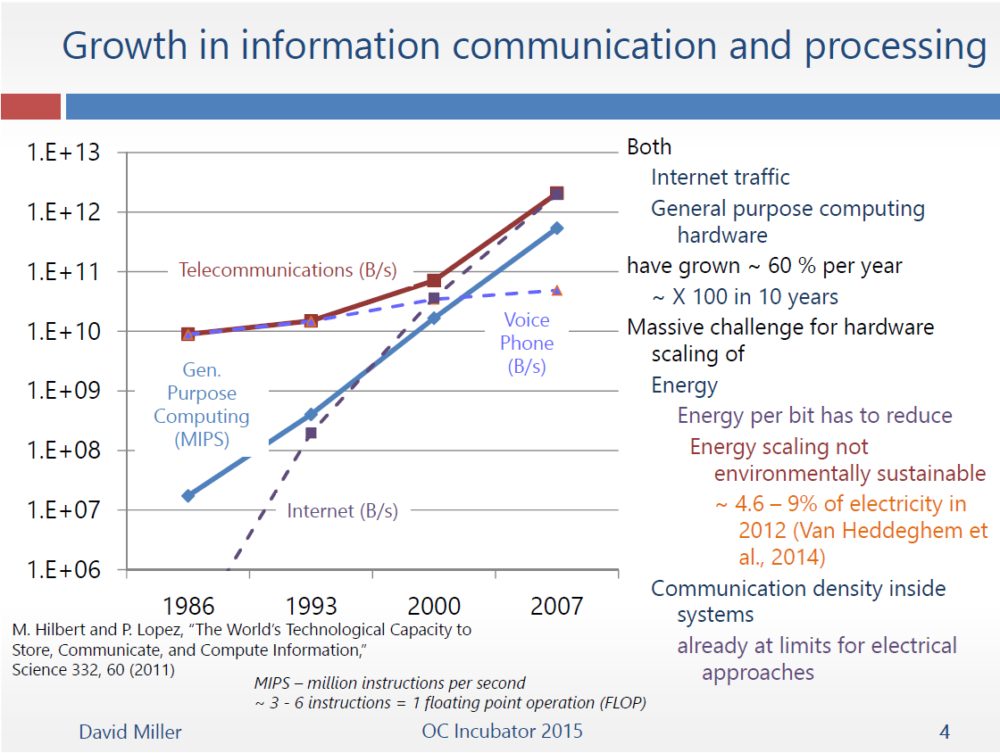 Growth in information communication and processing
1.E+13
1.E+12
1.E+11
1.E+10
1.E+09
1.E+08
1.E+07
1.E+06
1986 1993 2000 2007
Telecommunications (B/s)
Voice
Phone
(B/s)
Gen.
Purpose
Computing
(MIPS)
Internet (B/s)
Both
Internet traffic
General purpose computing
hardware
have grown ~ 60 % per year
~ X 100 in 10 years
Massive challenge for hardware
scaling of
Energy
Energy per bit has to reduce
Energy scaling not
environmentally sustainable
~ 4.6 – 9% of electricity in
2012 (Van Heddeghem et
al., 2014)
Communication density inside
systems
already at limits for electrical
approaches
M. Hilbert and P. Lopez, “The World’s Technological Capacity to
Store, Communicate, and Compute Information,”
Science 332, 60 (2011)
MIPS – million instructions per second
~ 3 - 6 instructions = 1 floating point operation (FLOP)
David Miller
OC Incubator 2015
4